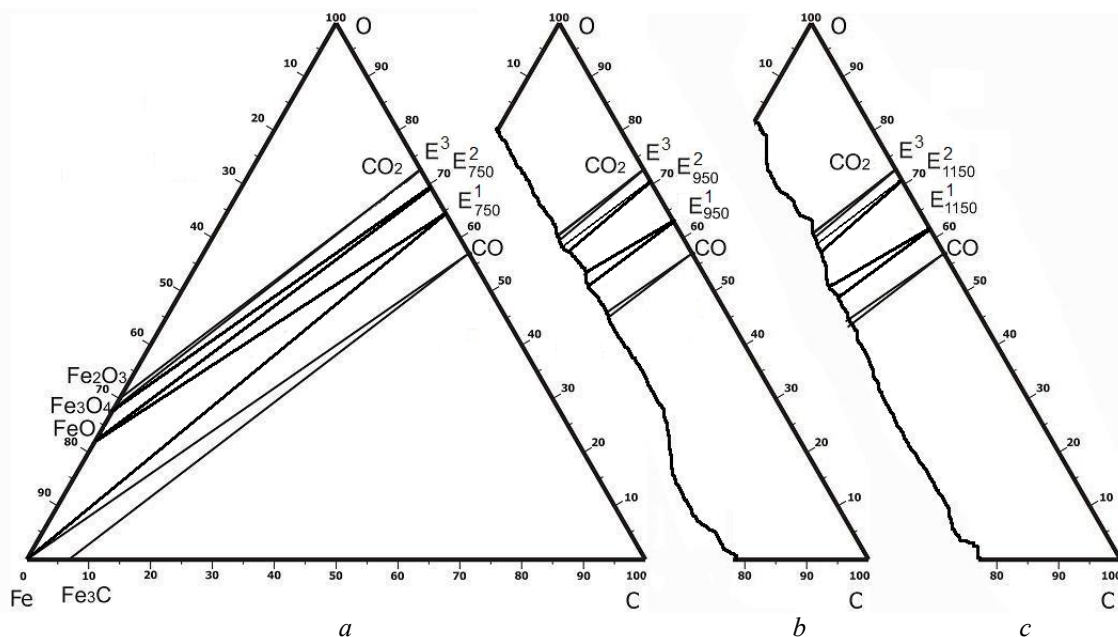 100 O
10 90
20 80
30 CO₂ E³ E²₇₅₀ 70
E¹₇₅₀
40 60
CO
50 50
60 40
Fe₂O₃
70 30
Fe₃O₄
FeO
80 20
90 10
0 10 20 30 40 50 60 70 80 90 100
Fe Fe₃C C
a
100 O
10 90
80
CO₂ E³ E²₉₅₀ 70
E¹₉₅₀
60
CO
50
40
30
20
10
80 90 100
C
b
100 O
10 90
80
CO₂ E³ E²₁₁₅₀ 70
E¹₁₁₅₀
60
CO
50
40
30
20
10
80 90 100
C
c